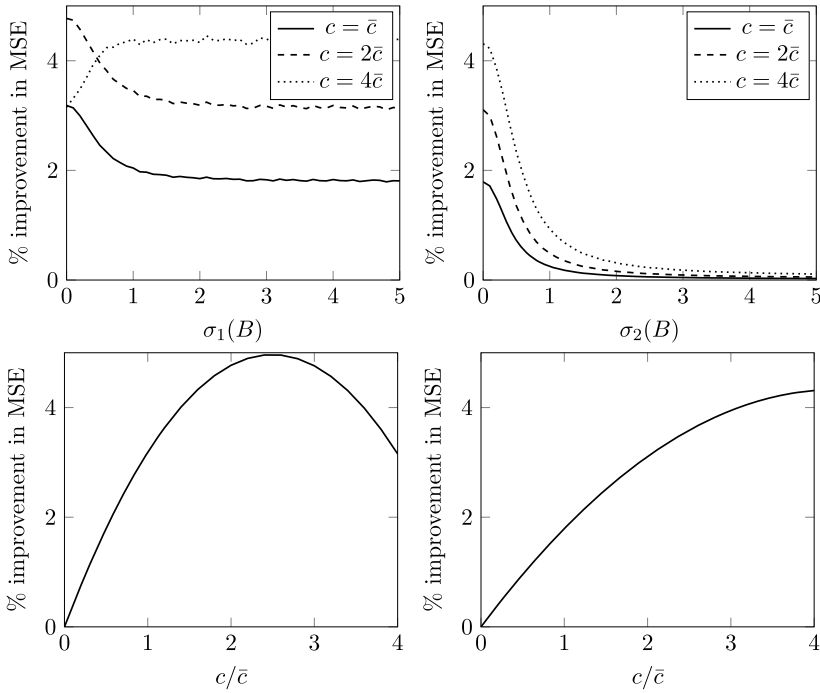 % improvement in MSE
4
2
0
0 1 2 3 4 5
σ₁(B)
c = c̄
c = 2c̄
c = 4c̄
% improvement in MSE
4
2
0
0 1 2 3 4 5
σ₂(B)
c = c̄
c = 2c̄
c = 4c̄
% improvement in MSE
4
2
0
0 1 2 3 4
c/c̄
% improvement in MSE
4
2
0
0 1 2 3 4
c/c̄